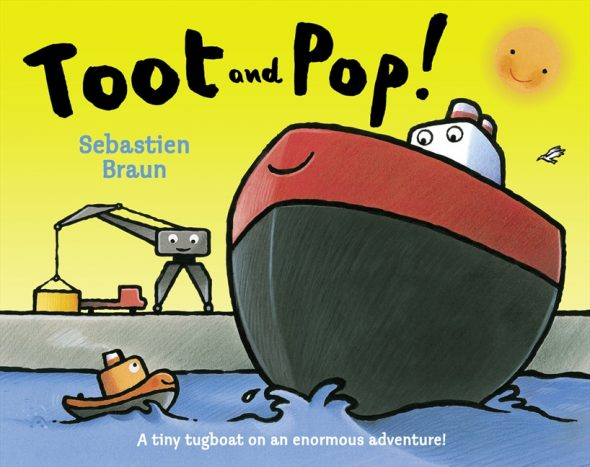 Toot and Pop!
Sebastien
Braun
A tiny tugboat on an enormous adventure!